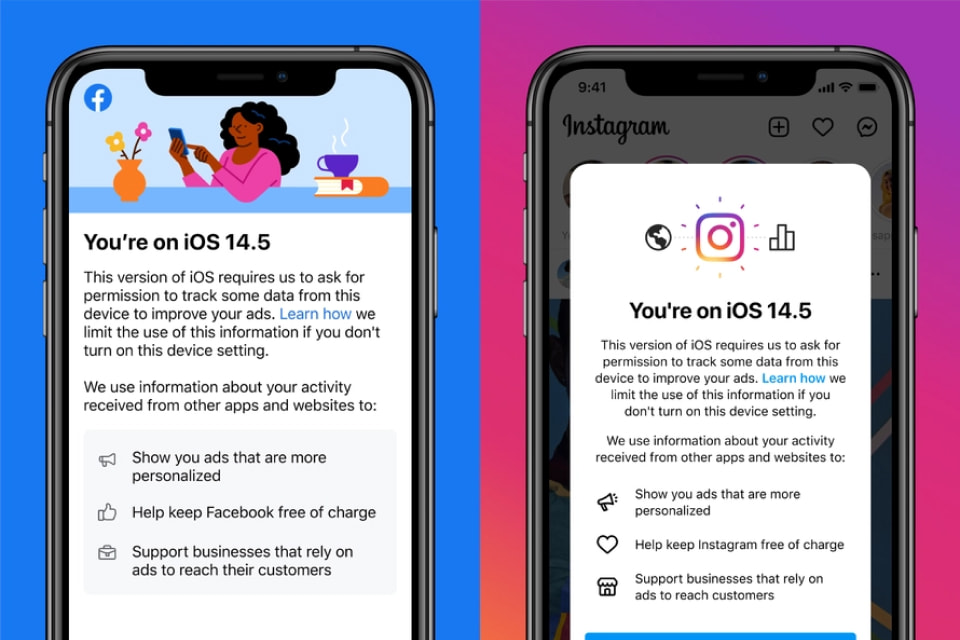 You’re on iOS 14.5
This version of iOS requires us to ask for
permission to track some data from this
device to improve your ads. Learn how we
limit the use of this information if you don't
turn on this device setting.
We use information about your activity
received from other apps and websites to:
Show you ads that are more
personalized
Help keep Facebook free of charge
Support businesses that rely on
ads to reach their customers
9:41
Instagram
You're on iOS 14.5
This version of iOS requires us to ask for
permission to track some data from this
device to improve your ads. Learn how we
limit the use of this information if you
don't turn on this device setting.
We use information about your activity
received from other apps and websites to:
Show you ads that are more
personalized
Help keep Instagram free of charge
Support businesses that rely on
ads to reach customers